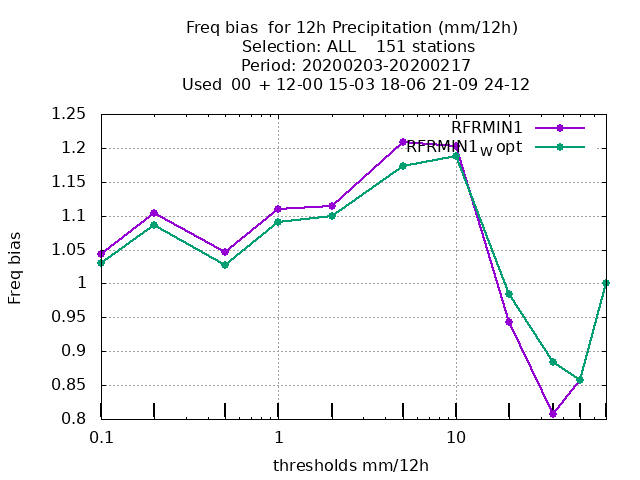 Freq bias  for 12h Precipitation (mm/12h)
Selection: ALL    151 stations
Period: 20200203-20200217
Used  00 + 12-00 15-03 18-06 21-09 24-12
RFRMIN1
RFRMIN1W opt
1.25
1.2
1.15
1.1
1.05
1
0.95
0.9
0.85
0.8
Freq bias
0.1
1
10
thresholds mm/12h